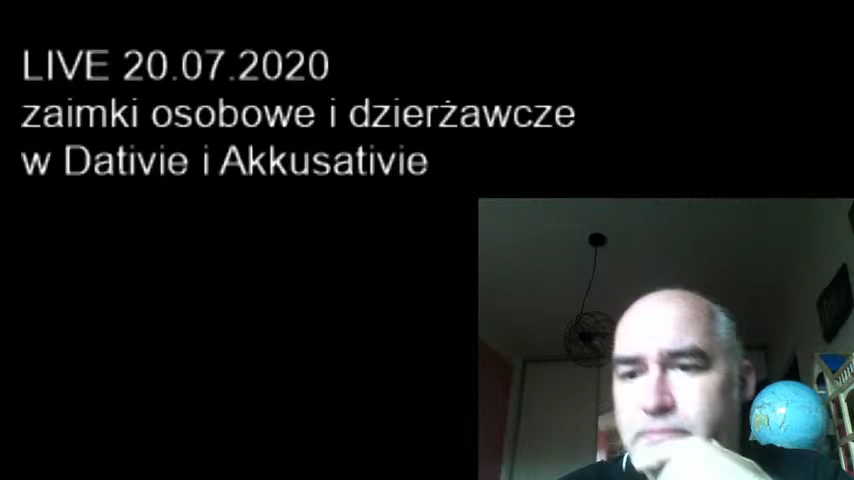 LIVE 20.07.2020
zaimki osobowe i dzierżawcze
w Dativie i Akkusativie